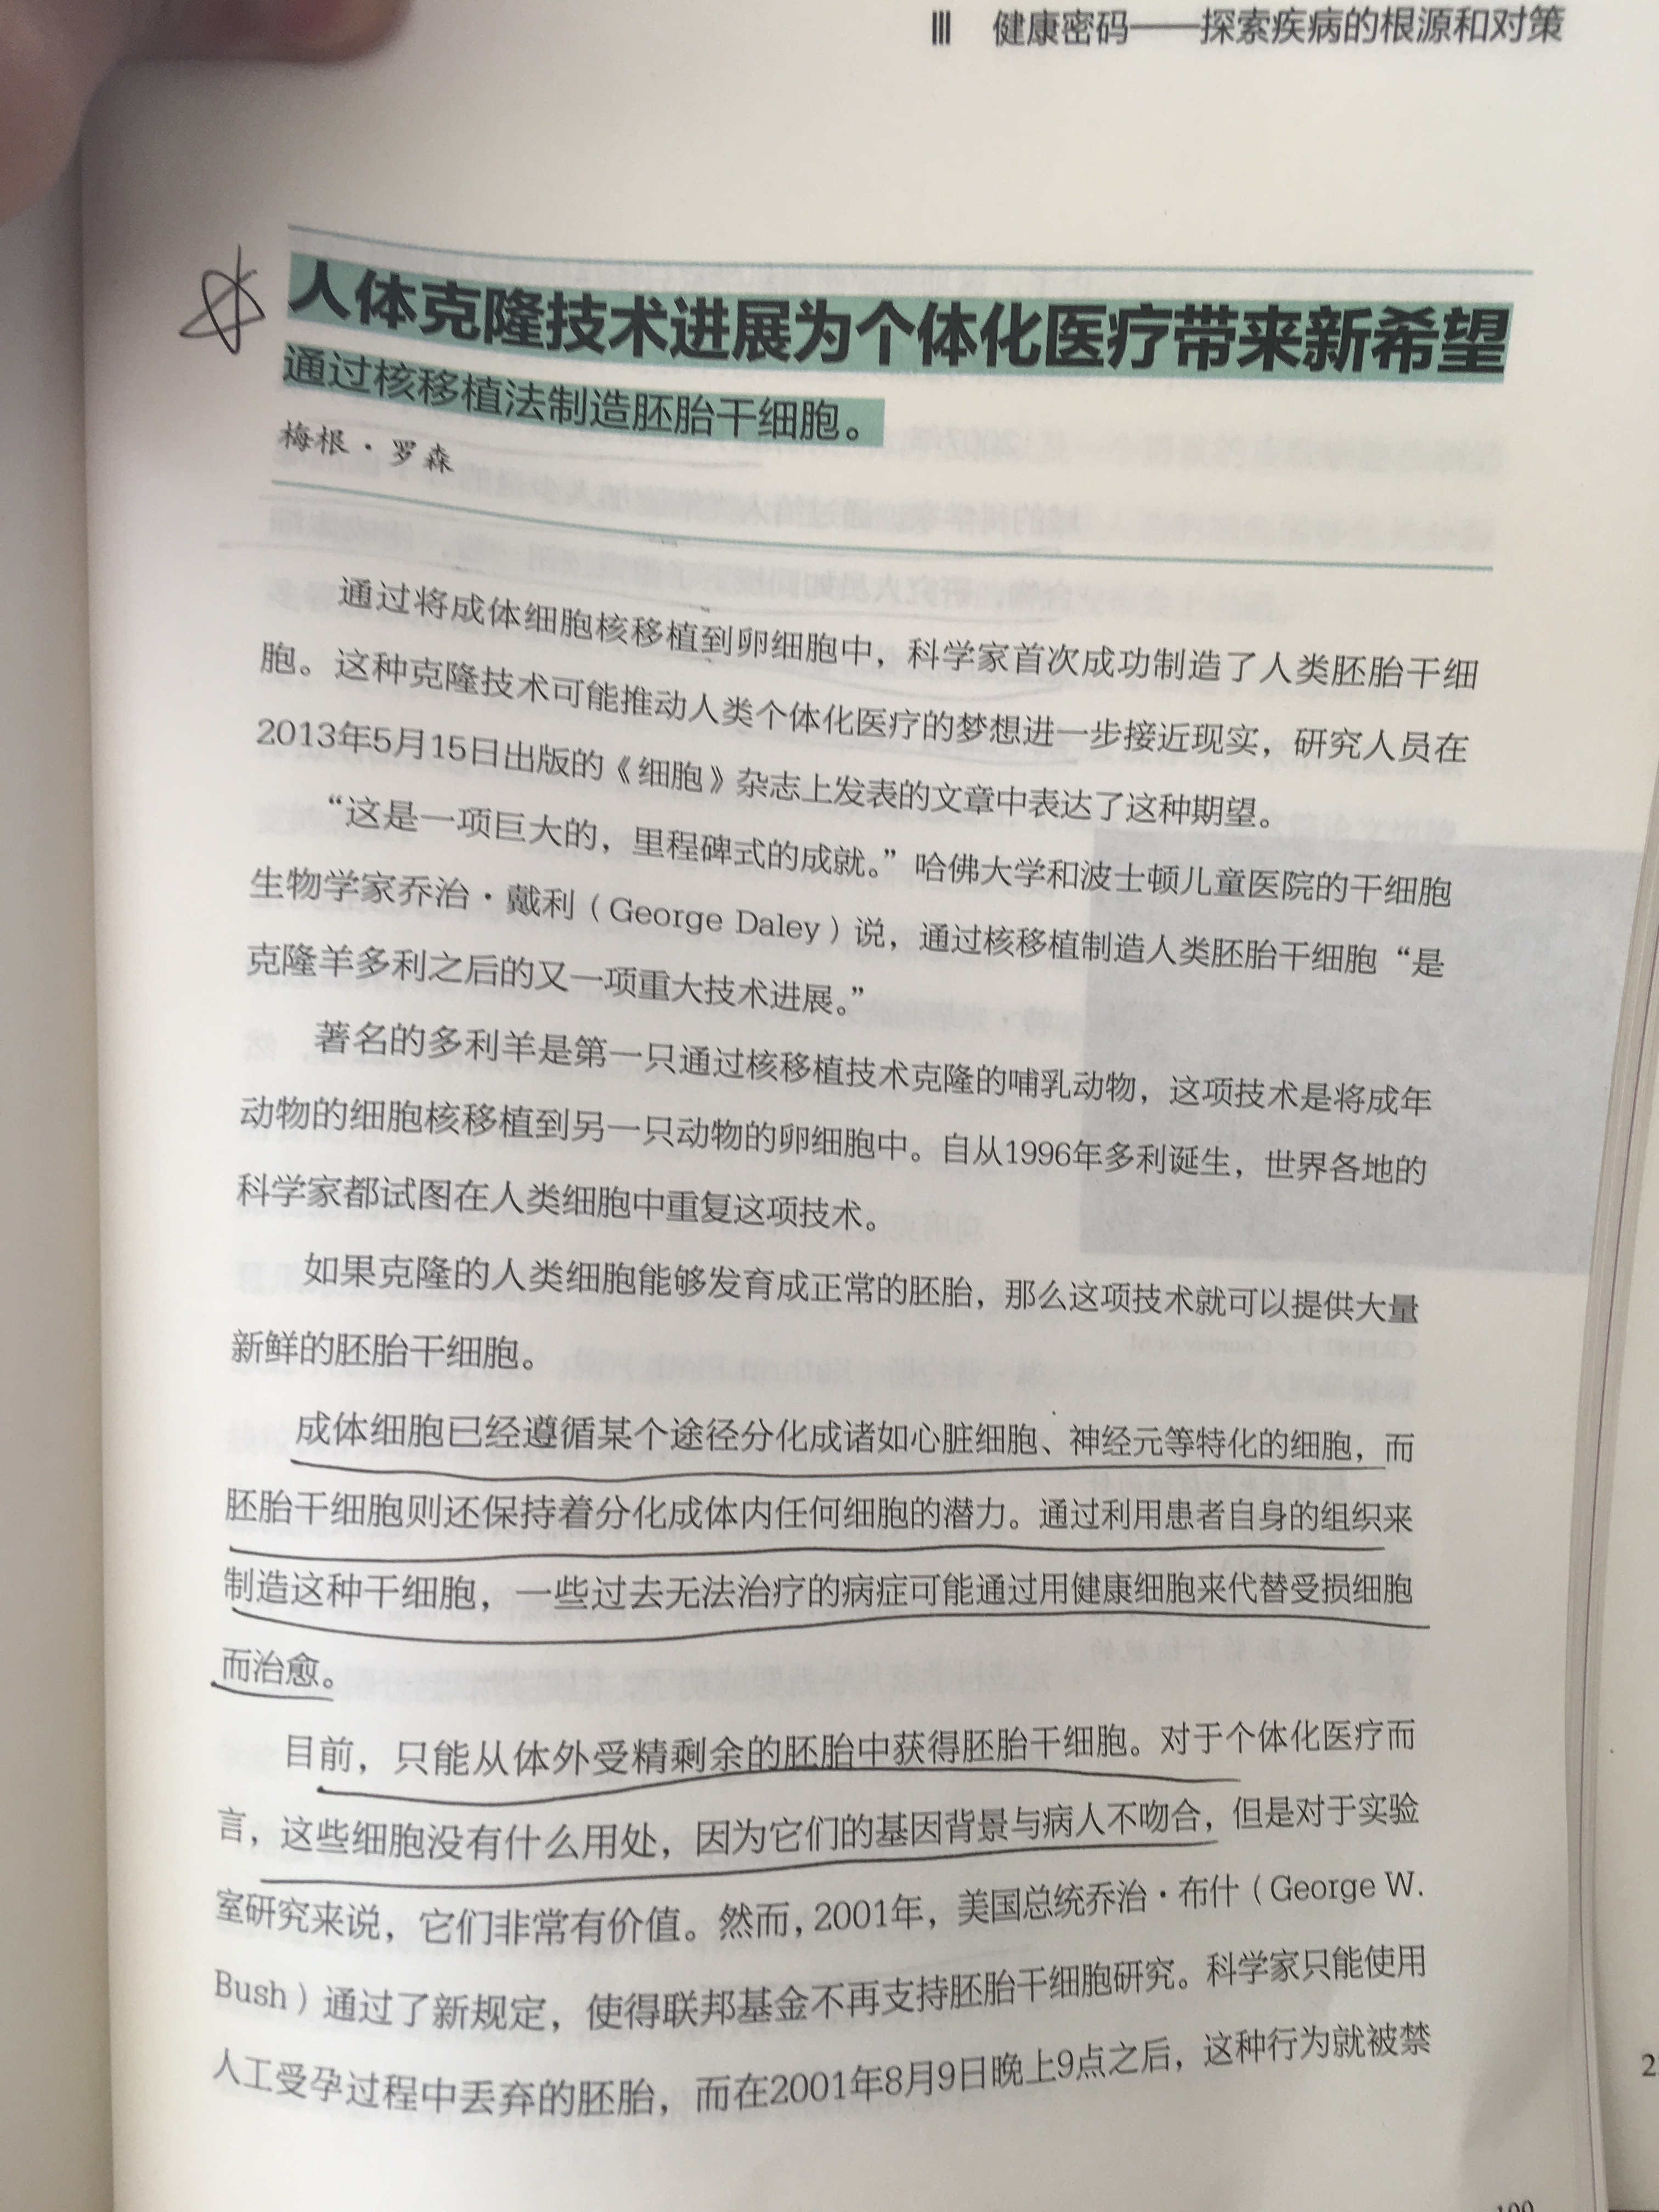 Ⅲ 健康密码——探索疾病的根源和对策
人体克隆技术进展为个体化医疗带来新希望
通过核移植法制造胚胎干细胞。
梅根·罗森
通过将成体细胞核移植到卵细胞中，科学家首次成功制造了人类胚胎干细
胞。这种克隆技术可能推动人类个体化医疗的梦想进一步接近现实，研究人员在
2013年5月15日出版的《细胞》杂志上发表的文章中表达了这种期望。
“这是一项巨大的，里程碑式的成就。”哈佛大学和波士顿儿童医院的干细胞
生物学家乔治·戴利（George Daley）说，通过核移植制造人类胚胎干细胞“是
克隆羊多利之后的又一项重大技术进展。”
著名的多利羊是第一只通过核移植技术克隆的哺乳动物，这项技术是将成年
动物的细胞核移植到另一只动物的卵细胞中。自从1996年多利诞生，世界各地的
科学家都试图在人类细胞中重复这项技术。
如果克隆的人类细胞能够发育成正常的胚胎，那么这项技术就可以提供大量
新鲜的胚胎干细胞。
成体细胞已经遵循某个途径分化成诸如心脏细胞、神经元等特化的细胞，而
胚胎干细胞则还保持着分化成体内任何细胞的潜力。通过利用患者自身的组织来
制造这种干细胞，一些过去无法治疗的病症可能通过用健康细胞来代替受损细胞
而治愈。
目前，只能从体外受精剩余的胚胎中获得胚胎干细胞。对于个体化医疗而
言，这些细胞没有什么用处，因为它们的基因背景与病人不吻合，但是对于实验
室研究来说，它们非常有价值。然而，2001年，美国总统乔治·布什（George W.
Bush）通过了新规定，使得联邦基金不再支持胚胎干细胞研究。科学家只能使用
人工受孕过程中丢弃的胚胎，而在2001年8月9日晚上9点之后，这种行为就被禁